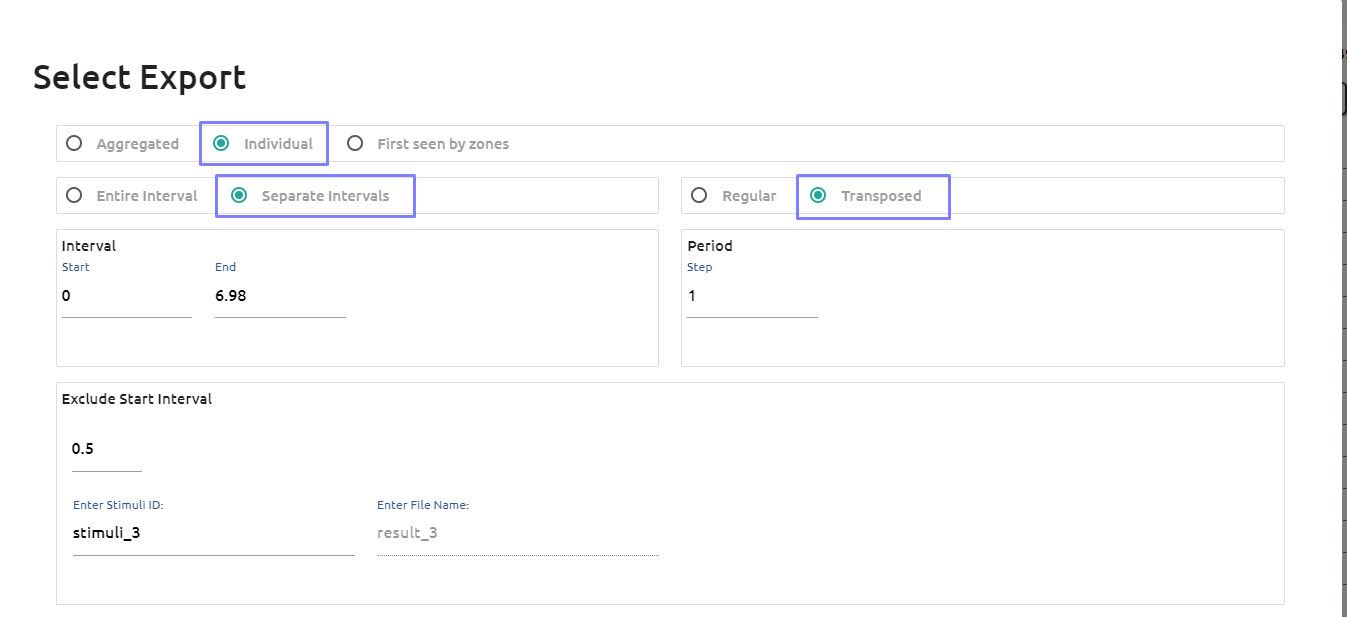 Select Export
Aggregated Individual First seen by zones
Entire Interval Separate Intervals Regular Transposed
Interval Period
Start End Step
0 6.98 1
Exclude Start Interval
0.5
Enter Stimuli ID: Enter File Name:
stimuli_3 result_3